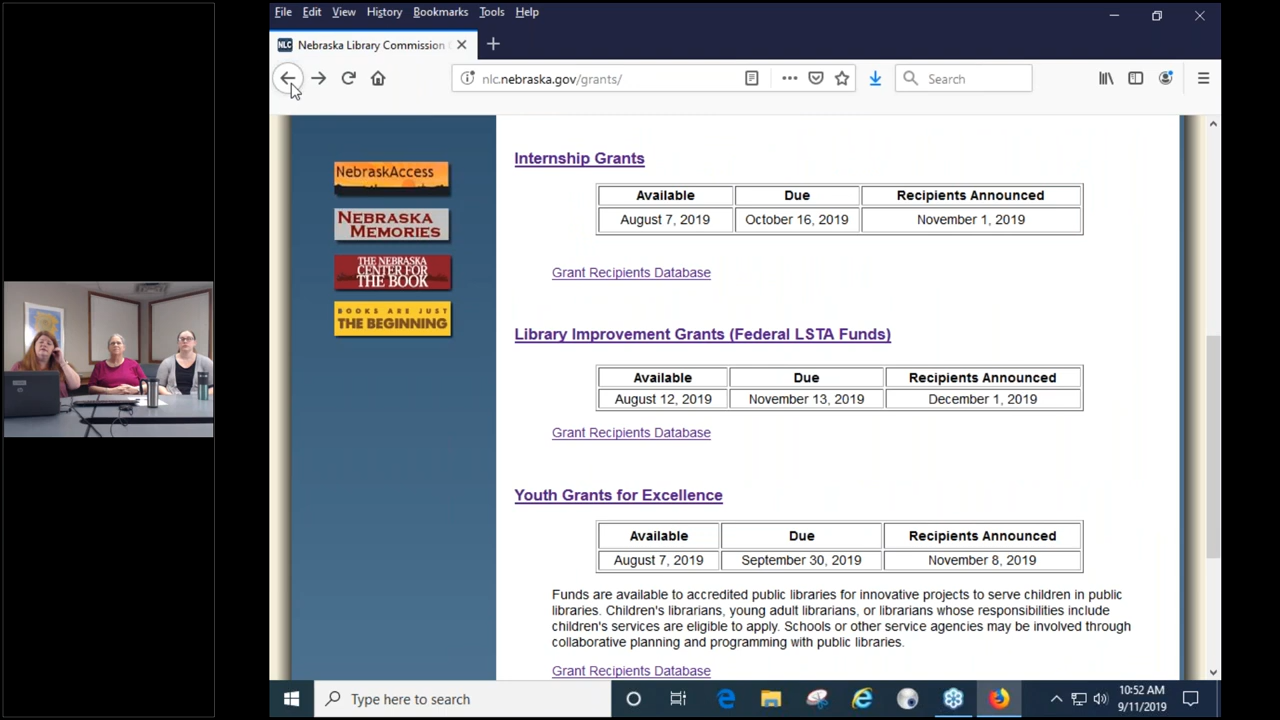 File Edit View History Bookmarks Tools Help
NLC Nebraska Library Commission
nlc.nebraska.gov/grants/
Search
NebraskAccess
NEBRASKA
MEMORIES
THE NEBRASKA
CENTER FOR
THE BOOK
BOOKS ARE JUST
THE BEGINNING
Internship Grants
Available Due Recipients Announced
August 7, 2019 October 16, 2019 November 1, 2019
Grant Recipients Database
Library Improvement Grants (Federal LSTA Funds)
Available Due Recipients Announced
August 12, 2019 November 13, 2019 December 1, 2019
Grant Recipients Database
Youth Grants for Excellence
Available Due Recipients Announced
August 7, 2019 September 30, 2019 November 8, 2019
Funds are available to accredited public libraries for innovative projects to serve children in public
libraries. Children's librarians, young adult librarians, or librarians whose responsibilities include
children's services are eligible to apply. Schools or other service agencies may be involved through
collaborative planning and programming with public libraries.
Grant Recipients Database
Type here to search
10:52 AM
9/11/2019